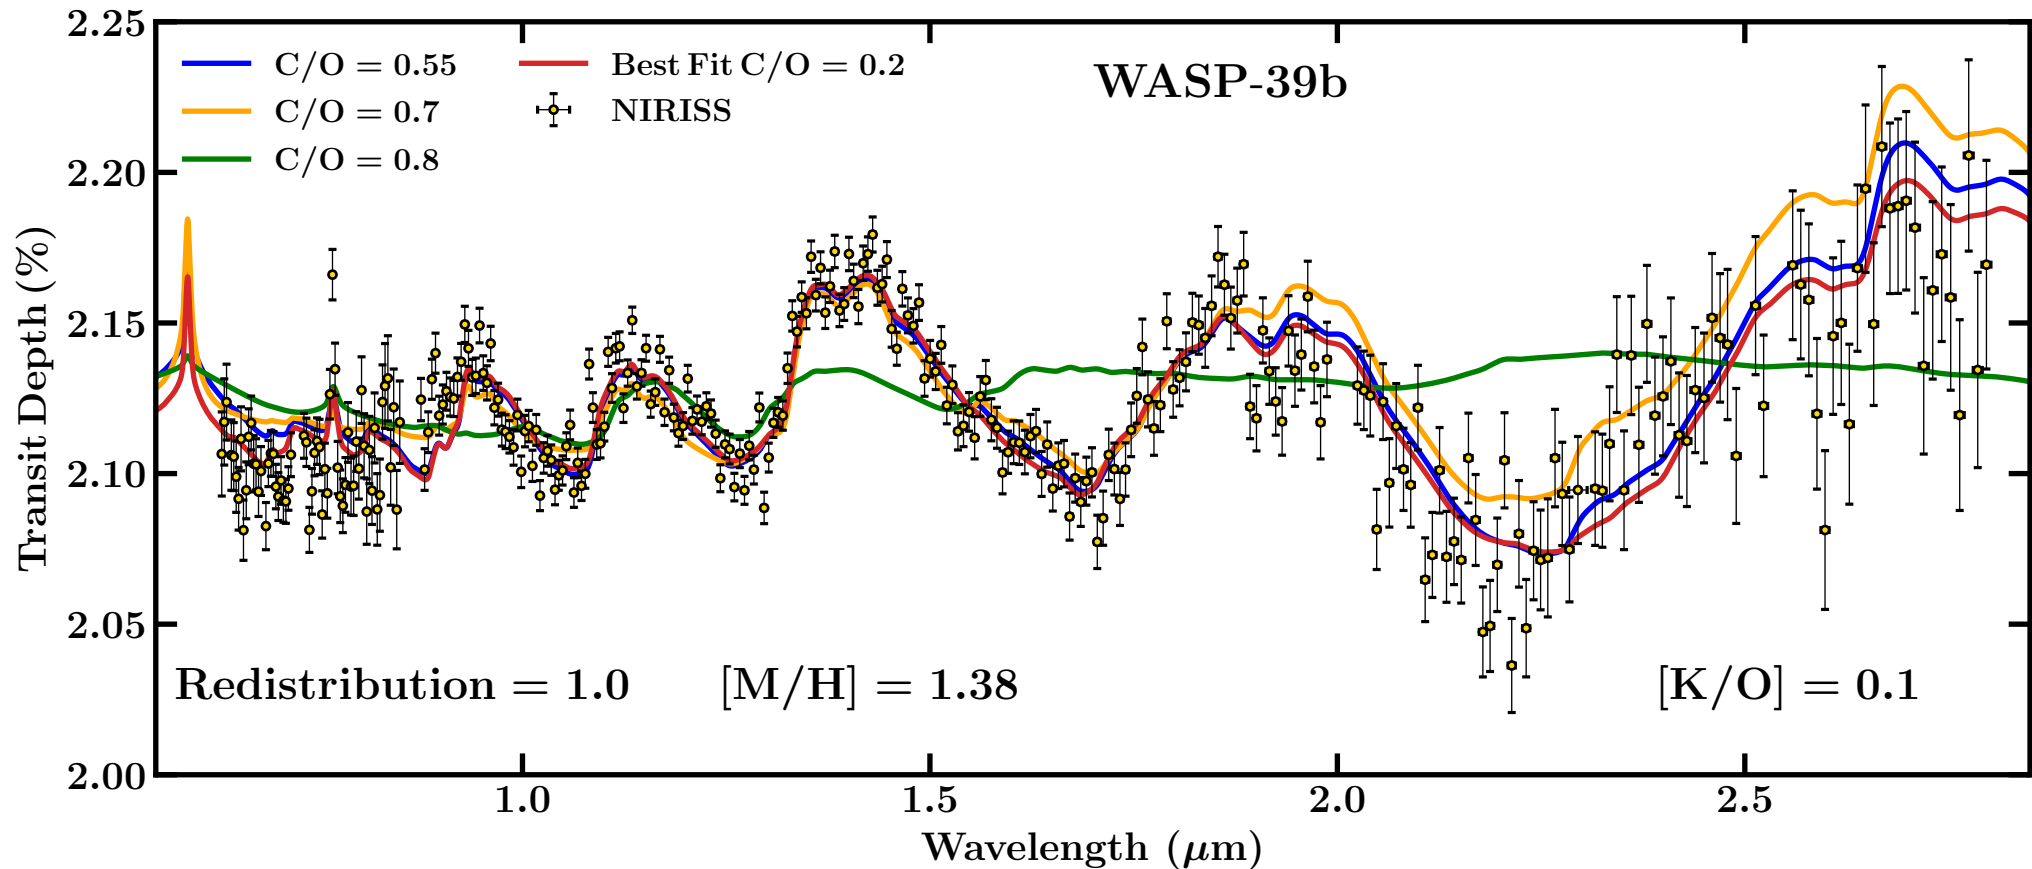 WASP-39b
C/O = 0.55
C/O = 0.7
C/O = 0.8
Best Fit C/O = 0.2
NIRISS
Transit Depth (%)
2.25
2.20
2.15
2.10
2.05
2.00
Redistribution = 1.0
[M/H] = 1.38
[K/O] = 0.1
1.0
1.5
2.0
2.5
Wavelength (μm)